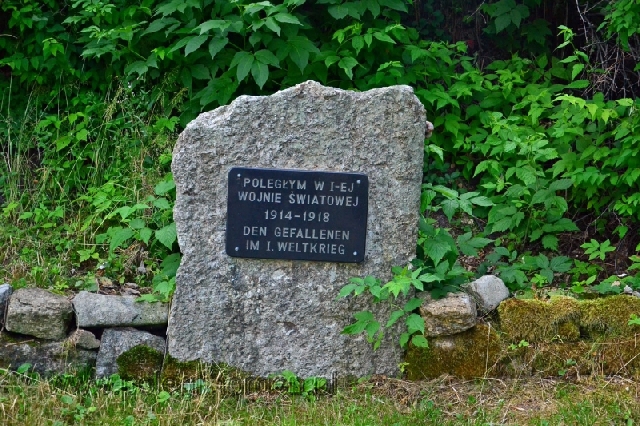 POLEGŁYM W I-EJ
WOJNIE ŚWIATOWEJ
1914-1918
DEN GEFALLENEN
IM I. WELTKRIEG